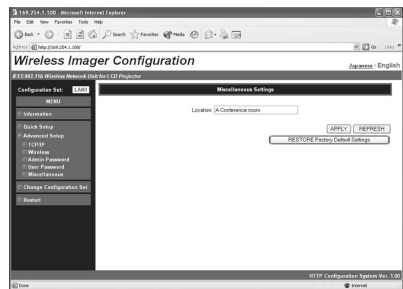 169.254.1.100 - Microsoft Internet Explorer
File Edit View Favorites Tools Help
Back Search Favorites Media
Address http://169.254.1.100/ Go Links »
Wireless Imager Configuration
Japanese / English
IEEE802.11b Wireless Network Unit for LCD Projector
Configuration Set: LAN1
MENU
Information
Quick Setup
Advanced Setup
TCP/IP
Wireless
Admin Password
User Password
Miscellaneous
Change Configuration Set
Restart
Miscellaneous Settings
Location A Conference room
APPLY REFRESH
RESTORE Factory Default Settings
HTTP Configuration System Ver. 1.00
Done Internet